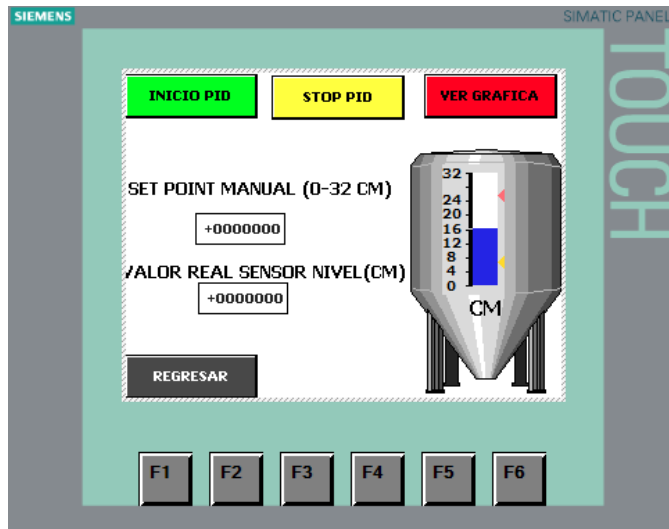 SIEMENS
SIMATIC PANEL
TOUCH
INICIO PID
STOP PID
VER GRAFICA
SET POINT MANUAL (0-32 CM)
+0000000
VALOR REAL SENSOR NIVEL(CM)
+0000000
32
24
20
16
12
8
4
0
CM
REGRESAR
F1 F2 F3 F4 F5 F6